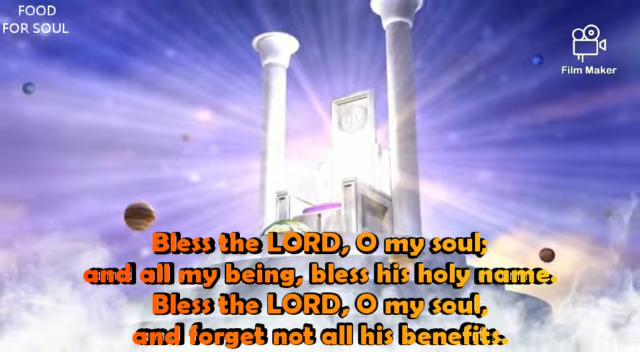 FOOD
FOR SOUL
Film Maker
Bless the LORD, O my soul;
and all my being, bless his holy name.
Bless the LORD, O my soul,
and forget not all his benefits.